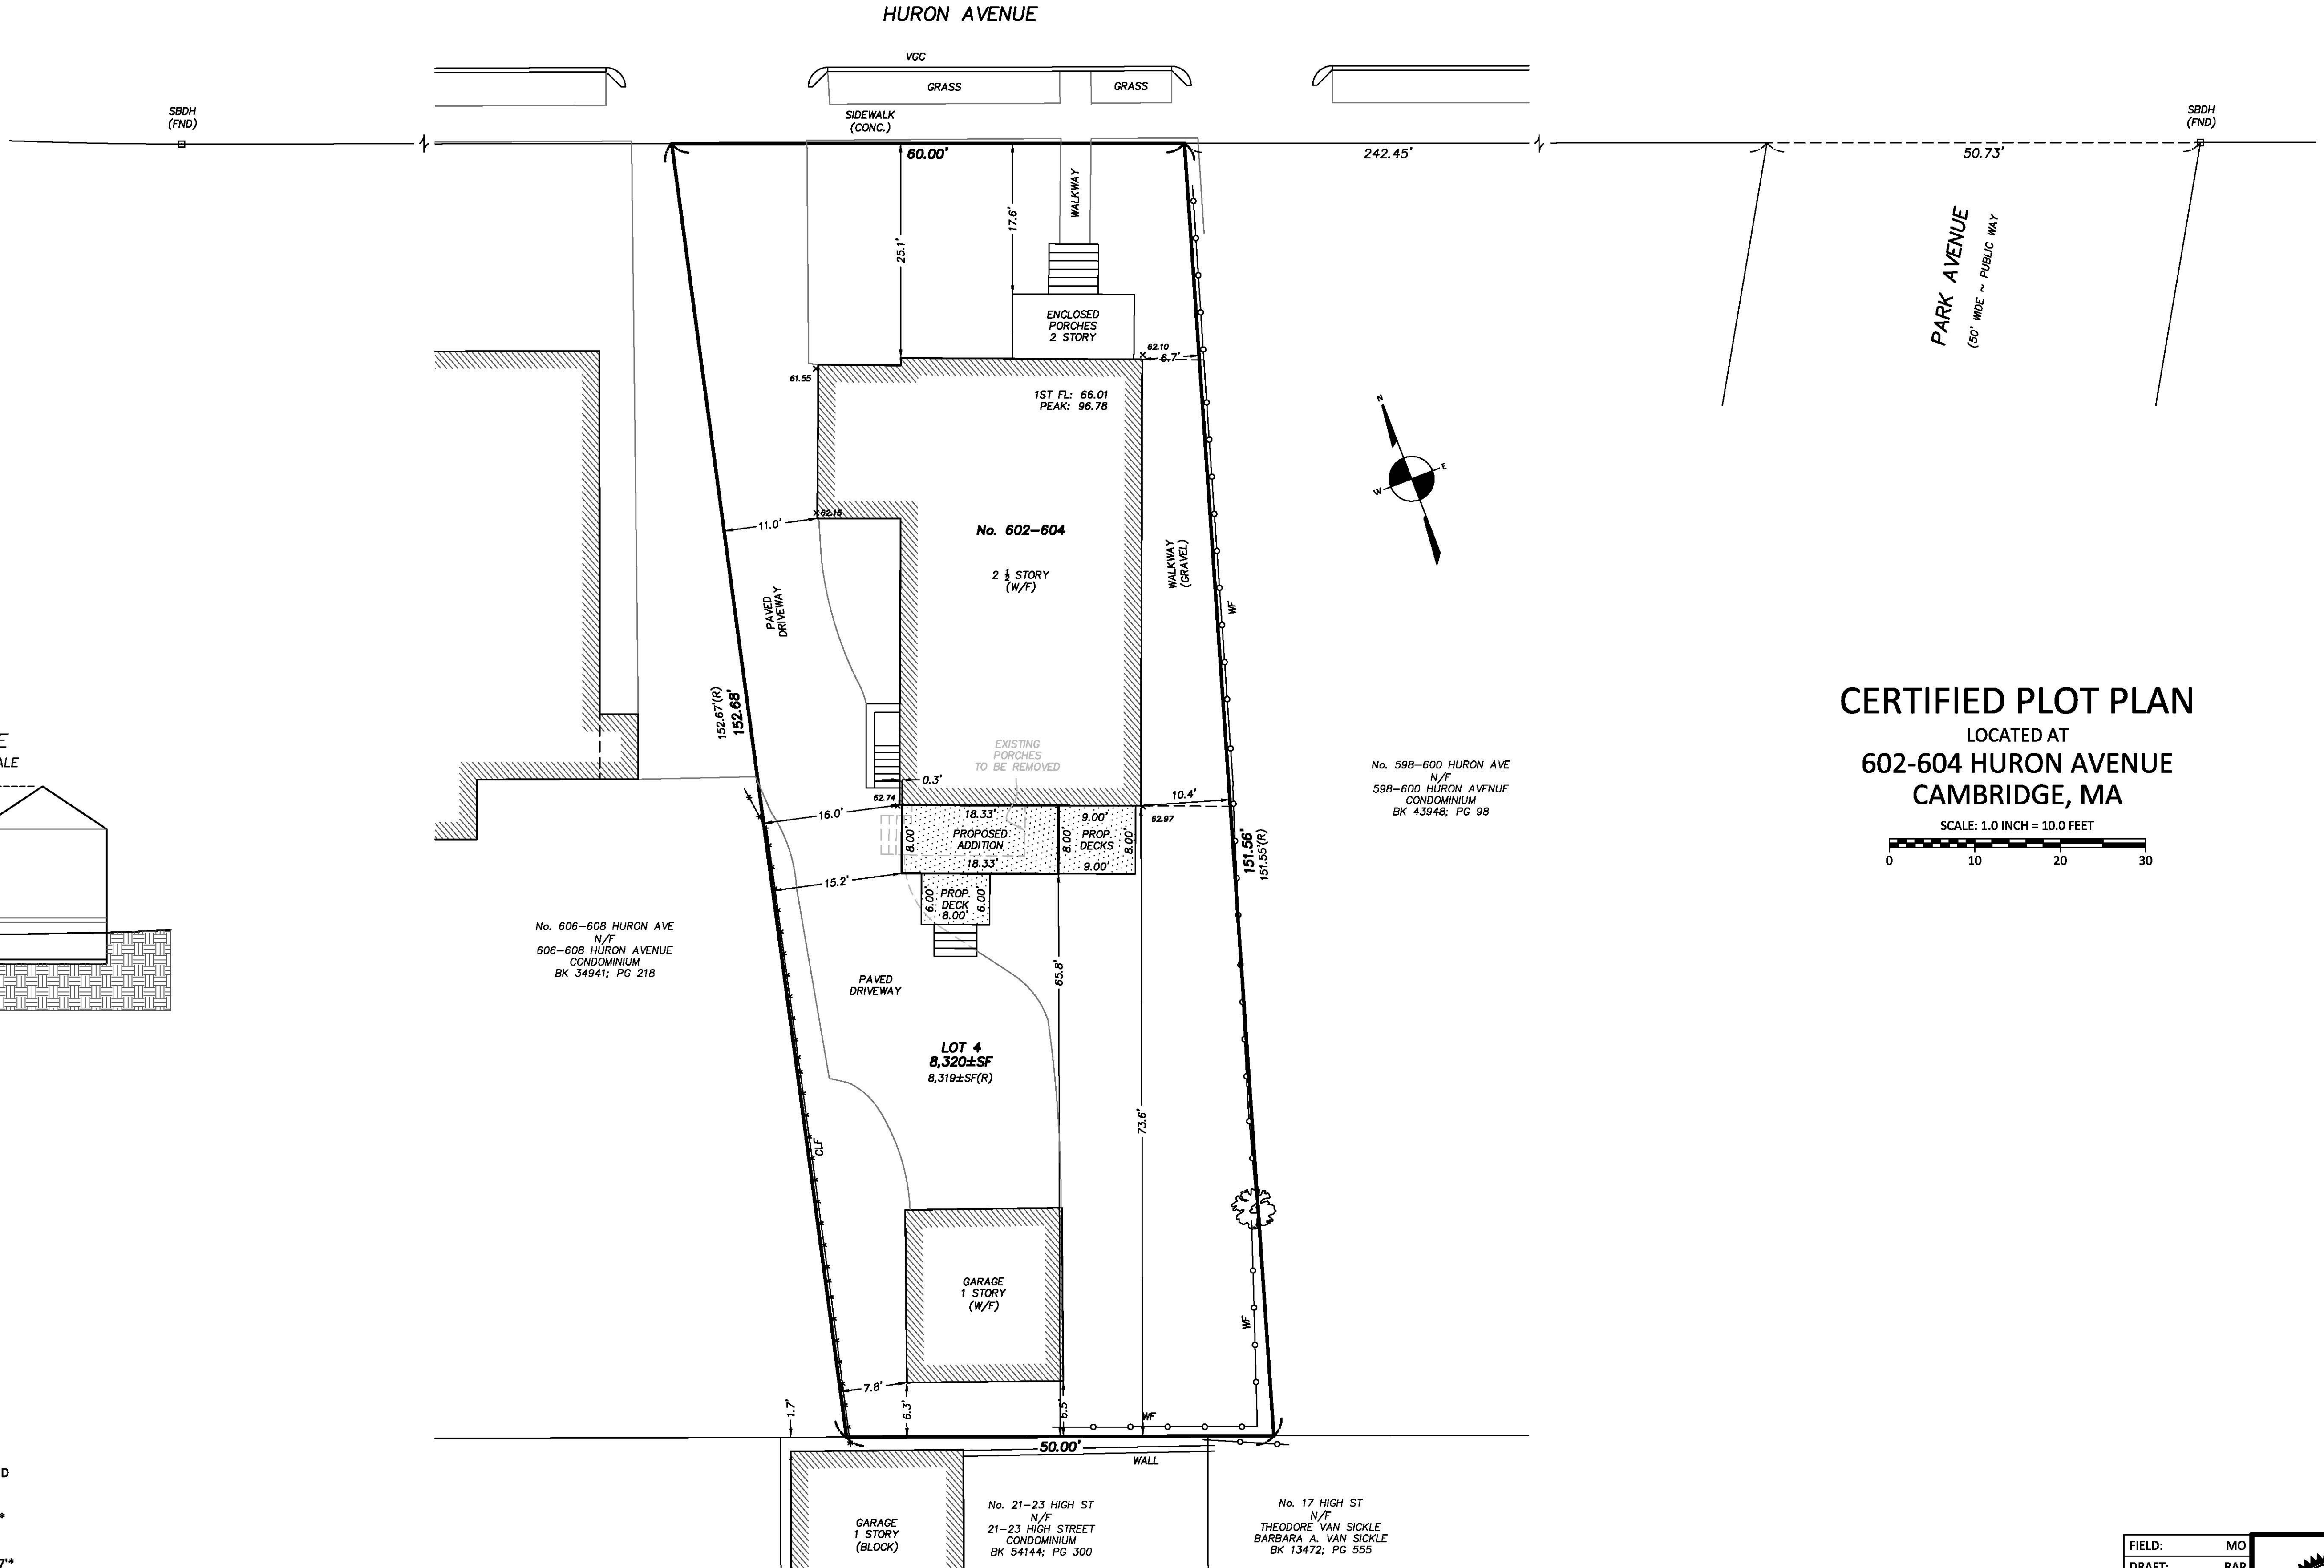 HURON AVENUE
VGC
GRASS
GRASS
SBDH
(FND)
SIDEWALK
(CONC.)
SBDH
(FND)
60.00'
242.45'
50.73'
WALKWAY
17.6'
25.1'
PARK AVENUE
(50' WIDE ~ PUBLIC WAY
ENCLOSED
PORCHES
2 STORY
62.10
6.7'
61.55
1ST FL: 66.01
PEAK: 96.78
N
E
W
62.15
11.0'
No. 602-604
2 ½ STORY
(W/F)
WALKWAY
(GRAVEL)
PAVED
DRIVEWAY
WF
152.67'(R)
152.68'
EXISTING
PORCHES
TO BE REMOVED
0.3'
62.74
16.0'
10.4'
62.97
18.33'
8.00'
PROPOSED
ADDITION
18.33'
9.00'
8.00'
PROP.
DECKS
8.00'
9.00'
15.2'
6.00'
PROP.
DECK
8.00'
6.00'
151.56'
151.55'(R)
No. 598-600 HURON AVE
N/F
598-600 HURON AVENUE
CONDOMINIUM
BK 43948; PG 98
CERTIFIED PLOT PLAN
LOCATED AT
602-604 HURON AVENUE
CAMBRIDGE, MA
SCALE: 1.0 INCH = 10.0 FEET
0 10 20 30
E
ALE
No. 606-608 HURON AVE
N/F
606-608 HURON AVENUE
CONDOMINIUM
BK 34941; PG 218
PAVED
DRIVEWAY
65.8'
LOT 4
8,320±SF
8,319±SF(R)
73.6'
CLF
GARAGE
1 STORY
(W/F)
WF
7.8'
1.7'
6.3'
6.5'
WF
50.00'
WALL
ED
*
7'*
GARAGE
1 STORY
(BLOCK)
No. 21-23 HIGH ST
N/F
21-23 HIGH STREET
CONDOMINIUM
BK 54144; PG 300
No. 17 HIGH ST
N/F
THEODORE VAN SICKLE
BARBARA A. VAN SICKLE
BK 13472; PG 555
FIELD: MO
DRAFT: RAP